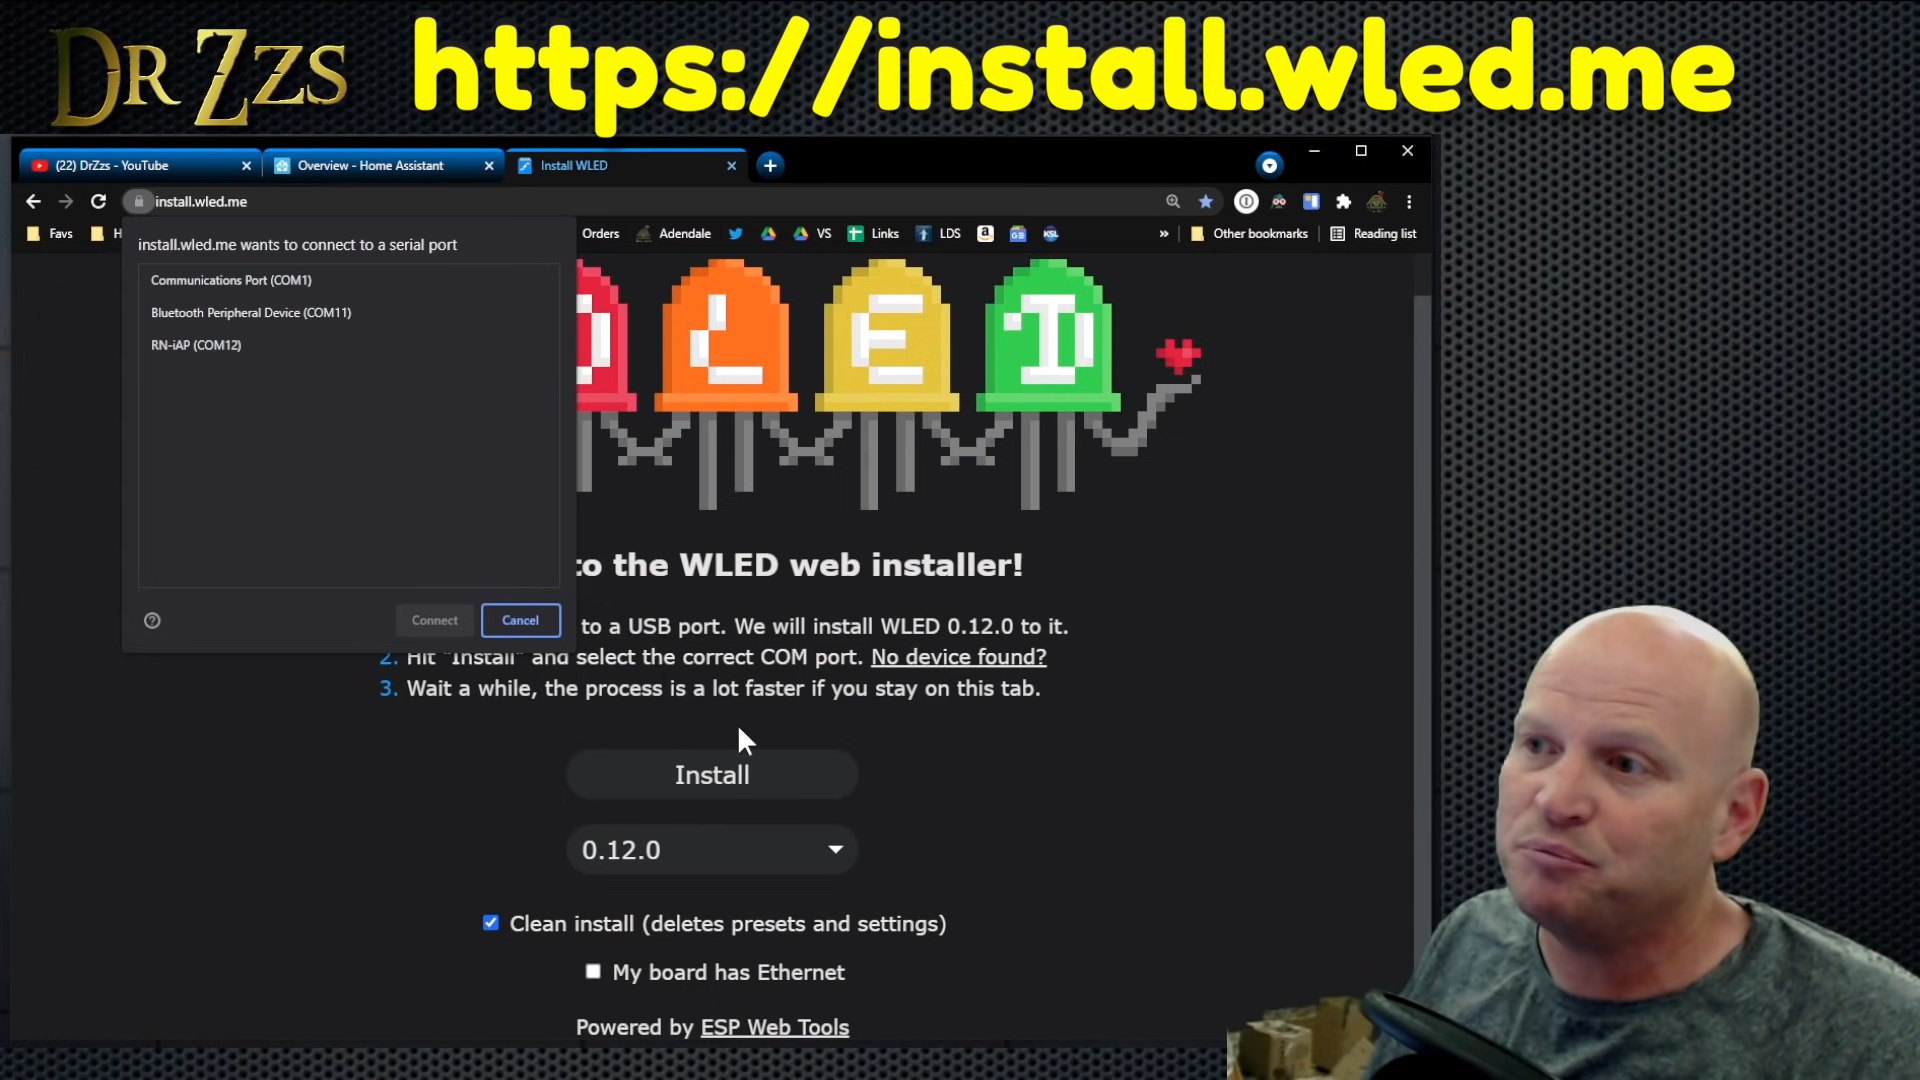 DR ZZS
https://install.wled.me
(22) DrZzs - YouTube
Overview - Home Assistant
Install WLED
install.wled.me
Favs
H
Orders
Adendale
VS
Links
LDS
KSL
»
Other bookmarks
Reading list
install.wled.me wants to connect to a serial port
Communications Port (COM1)
Bluetooth Peripheral Device (COM11)
RN-iAP (COM12)
Connect
Cancel
L E D
to the WLED web installer!
to a USB port. We will install WLED 0.12.0 to it.
2. Hit "Install" and select the correct COM port. No device found?
3. Wait a while, the process is a lot faster if you stay on this tab.
Install
0.12.0
Clean install (deletes presets and settings)
My board has Ethernet
Powered by ESP Web Tools